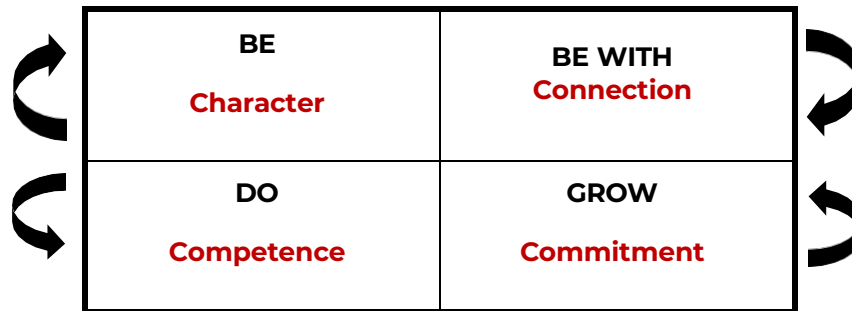 BE
Character
BE WITH
Connection
DO
Competence
GROW
Commitment